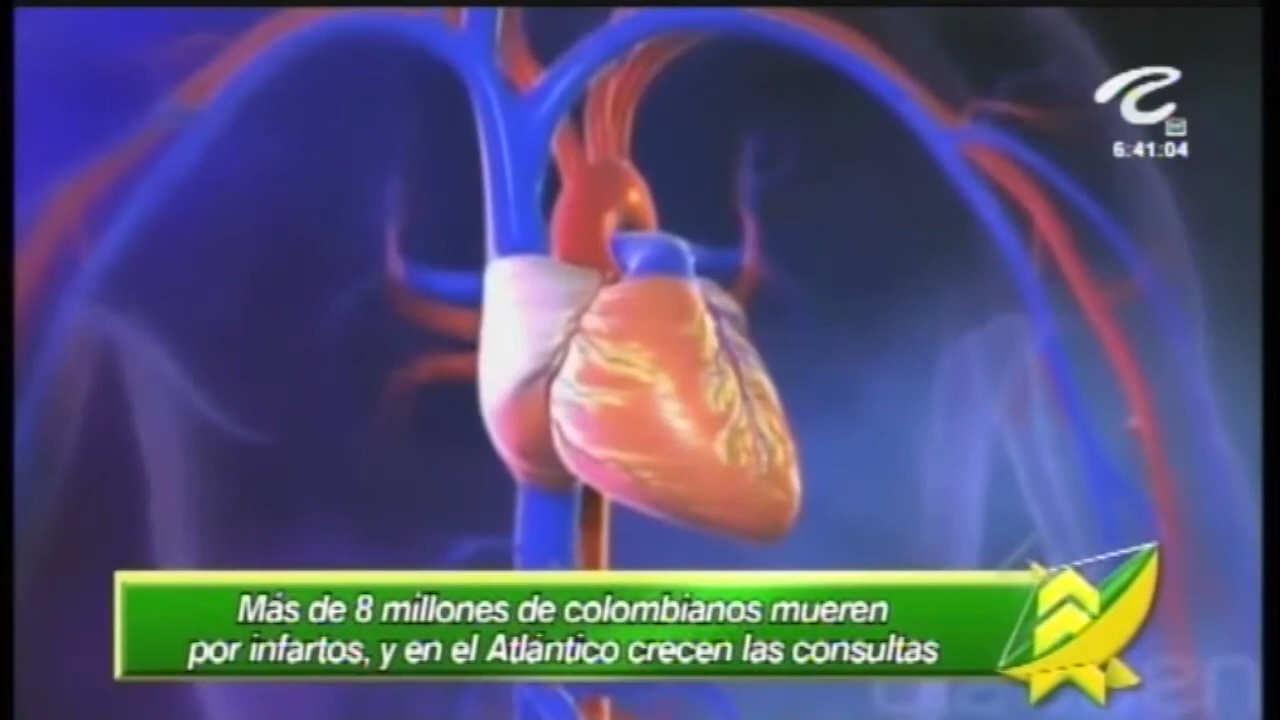 6:41:04
Más de 8 millones de colombianos mueren
por infartos, y en el Atlántico crecen las consultas